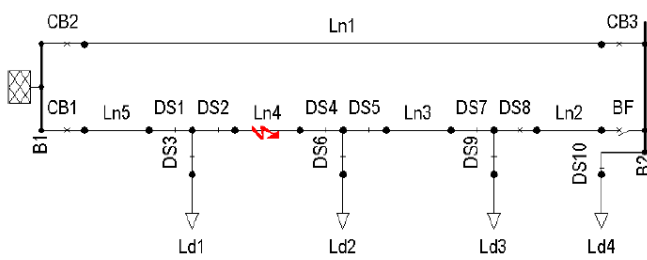 CB2 Ln1 CB3
CB1 Ln5 DS1 DS2 Ln4 DS4 DS5 Ln3 DS7 DS8 Ln2 BF
B1 DS3 DS6 DS9 DS10 B2
Ld1 Ld2 Ld3 Ld4